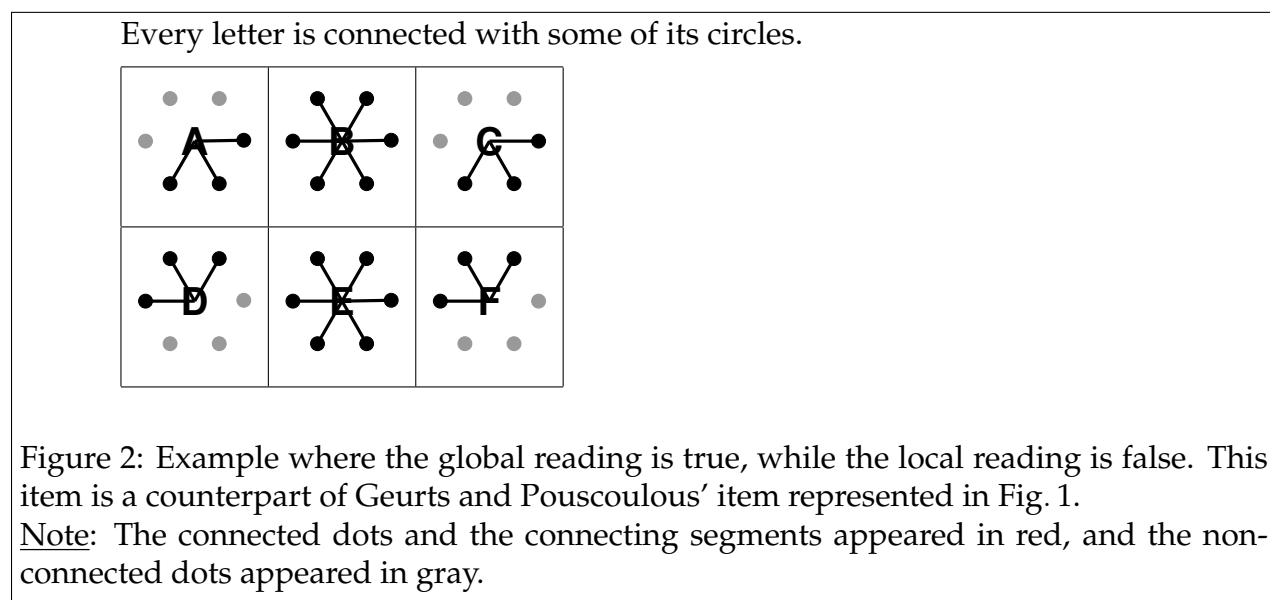 Every letter is connected with some of its circles.
A B C
D E F
Figure 2: Example where the global reading is true, while the local reading is false. This
item is a counterpart of Geurts and Pouscoulous’ item represented in Fig. 1.
Note: The connected dots and the connecting segments appeared in red, and the non-
connected dots appeared in gray.